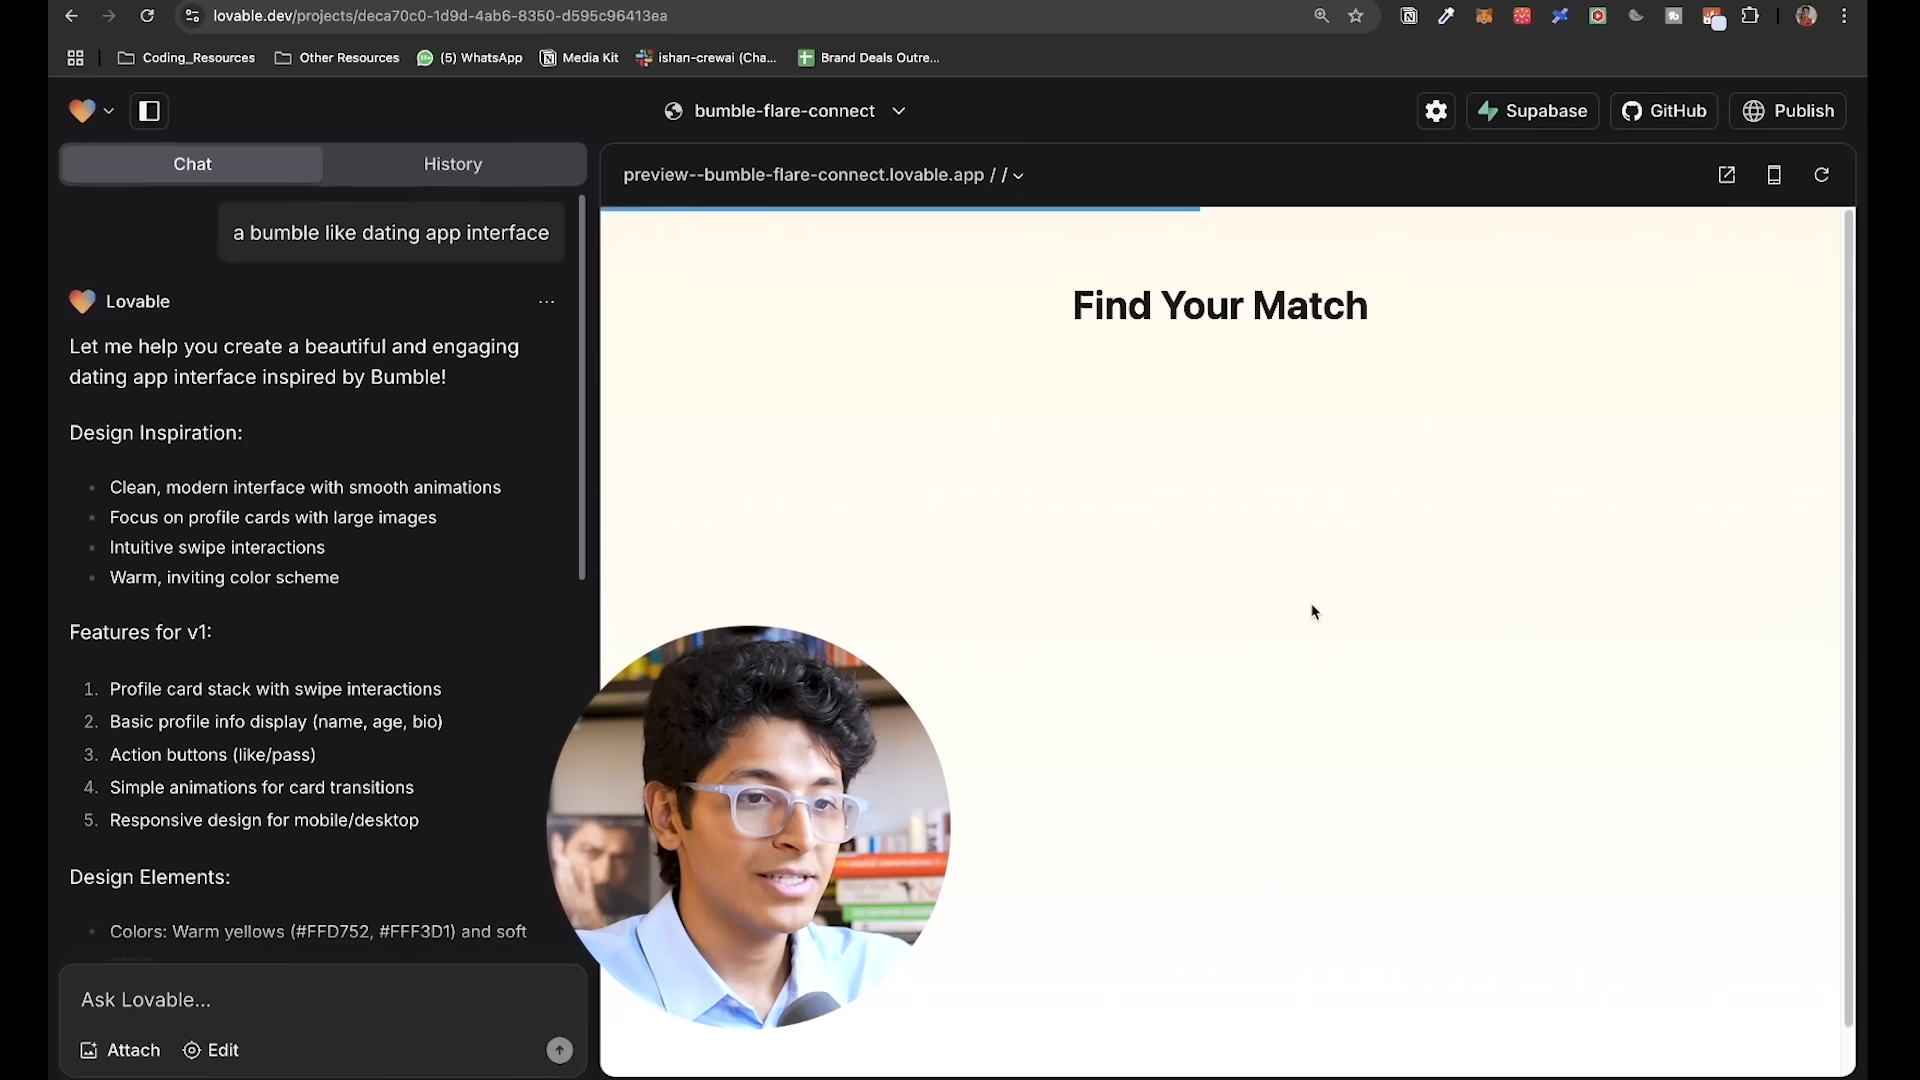 lovable.dev/projects/deca70c0-1d9d-4ab6-8350-d595c96413ea
Coding_Resources
Other Resources
(5) WhatsApp
Media Kit
ishan-crewai (Cha...
Brand Deals Outre...
bumble-flare-connect
Supabase
GitHub
Publish
Chat
History
preview--bumble-flare-connect.lovable.app / /
a bumble like dating app interface
Lovable
Let me help you create a beautiful and engaging
dating app interface inspired by Bumble!
Design Inspiration:
Clean, modern interface with smooth animations
Focus on profile cards with large images
Intuitive swipe interactions
Warm, inviting color scheme
Features for v1:
1. Profile card stack with swipe interactions
2. Basic profile info display (name, age, bio)
3. Action buttons (like/pass)
4. Simple animations for card transitions
5. Responsive design for mobile/desktop
Design Elements:
Colors: Warm yellows (#FFD752, #FFF3D1) and soft
Ask Lovable...
Attach
Edit
Find Your Match